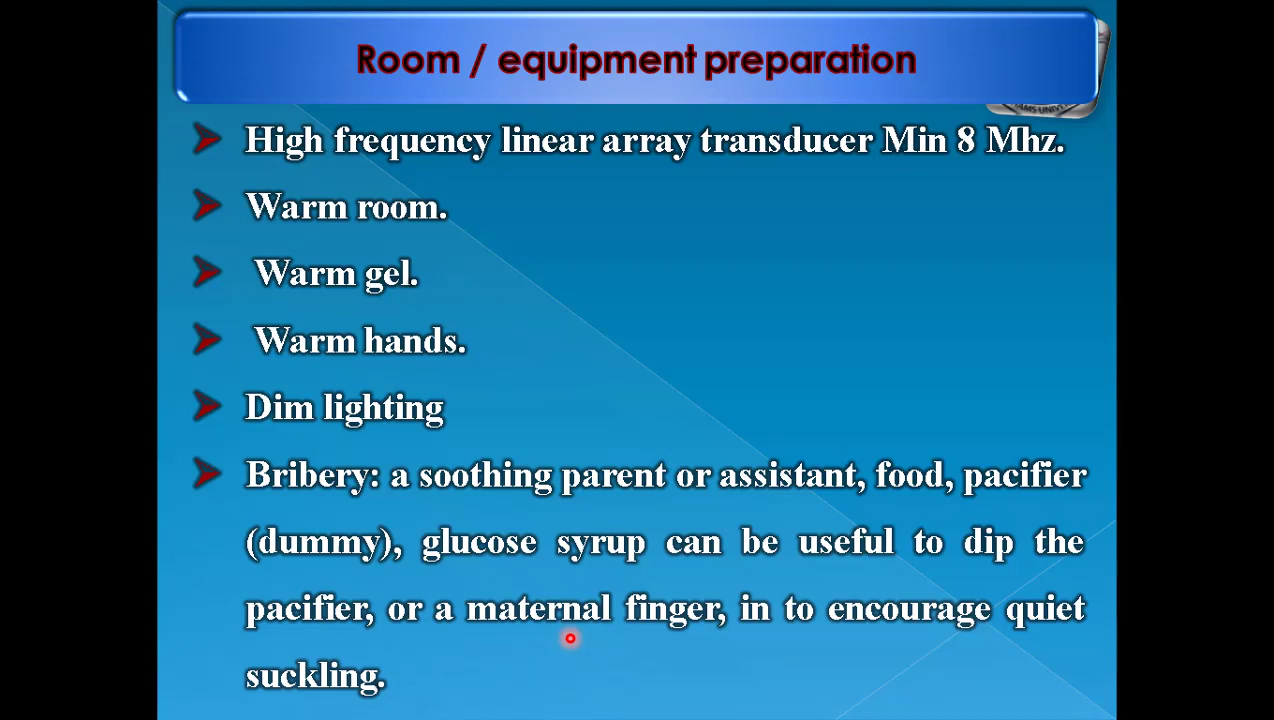 Room / equipment preparation
High frequency linear array transducer Min 8 Mhz.
Warm room.
Warm gel.
Warm hands.
Dim lighting
Bribery: a soothing parent or assistant, food, pacifier
(dummy), glucose syrup can be useful to dip the
pacifier, or a maternal finger, in to encourage quiet
suckling.